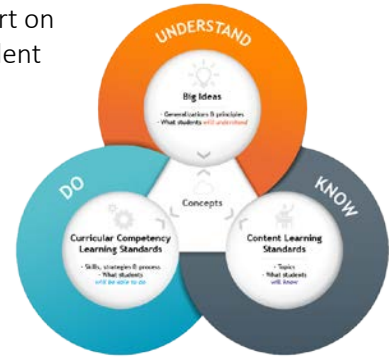 rt on
lent
UNDERSTAND
Big Ideas
- Generalizations & principles
- What students will understand
Concepts
DO
Curricular Competency
Learning Standards
- Skills, strategies & process
- What students
will be able to do
KNOW
Content Learning
Standards
- Topics
- What students
will know